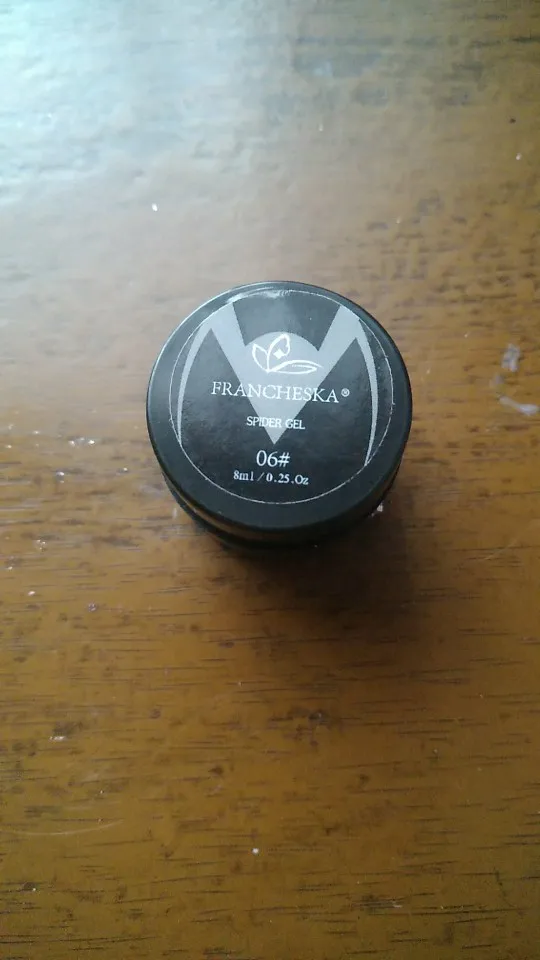 FRANCHESKA®
SPIDER GEL
06#
8ml / 0.25.Oz